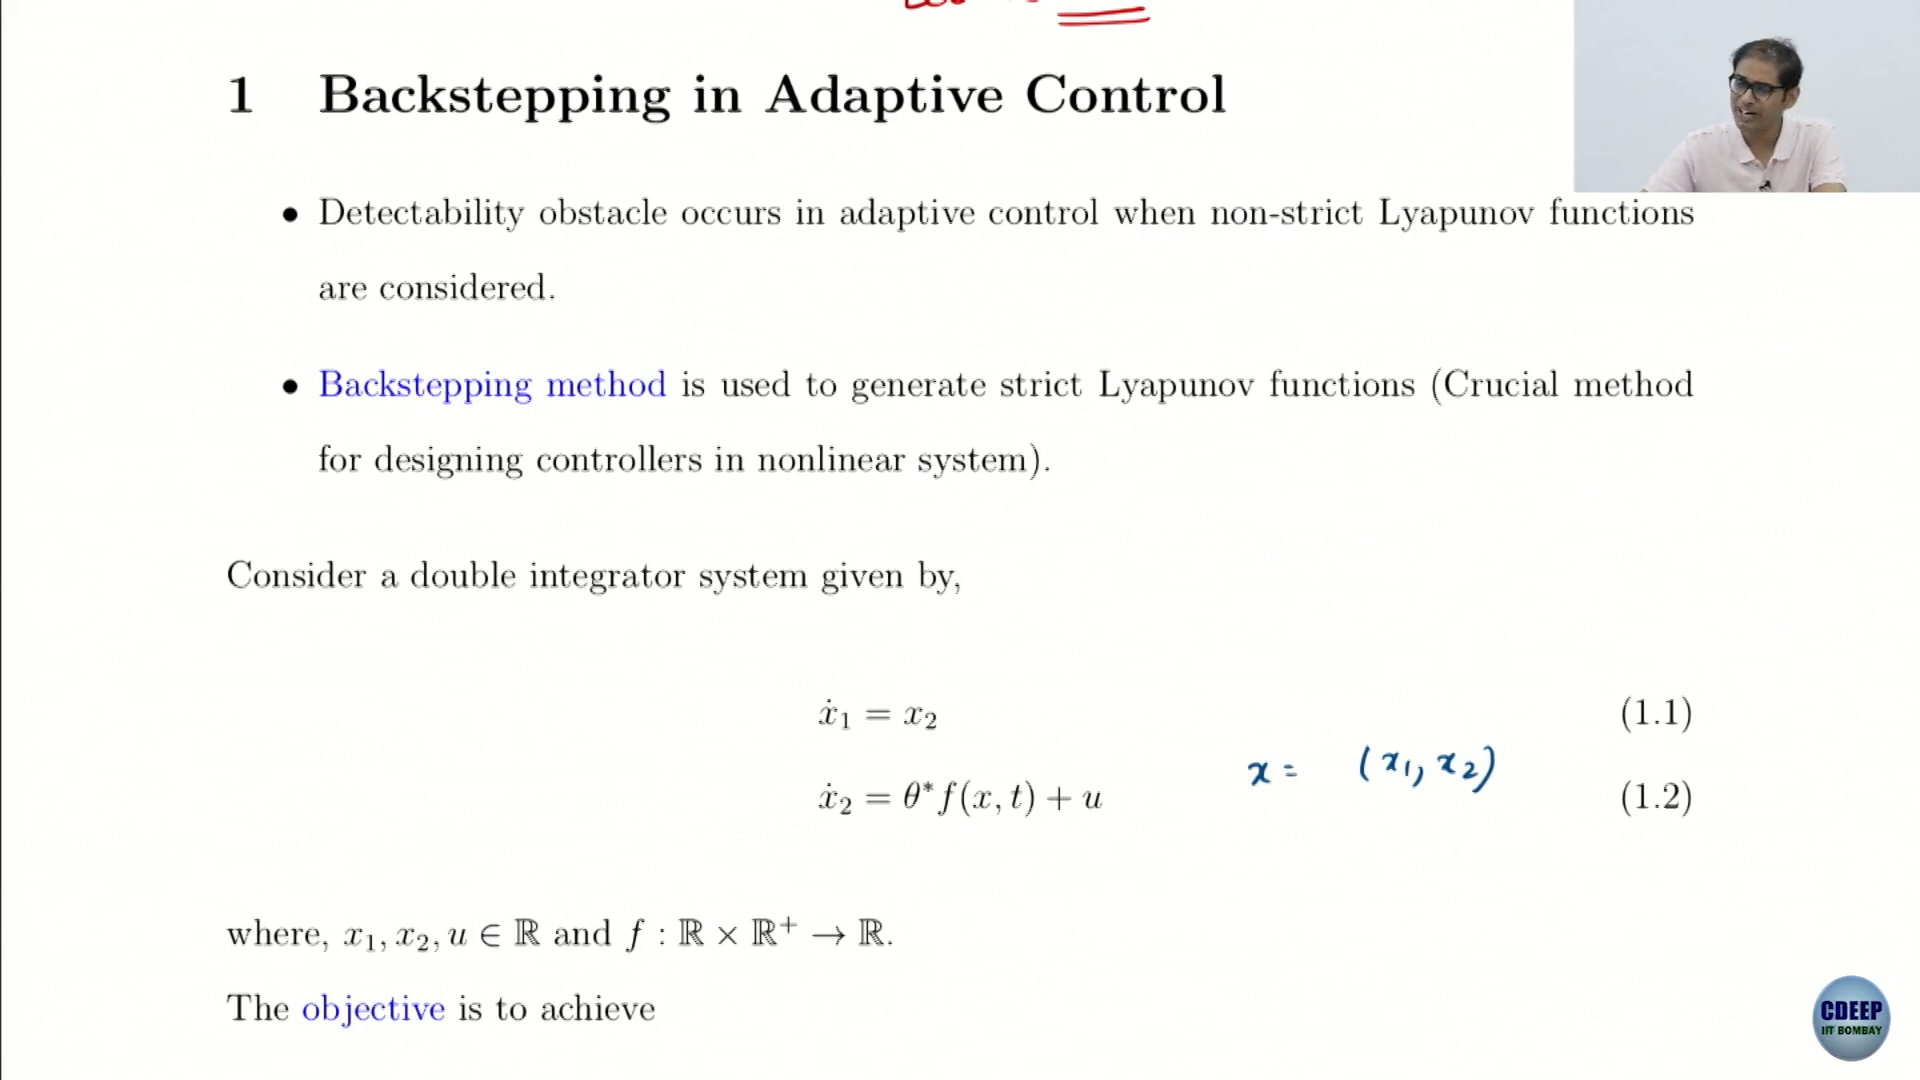 1 Backstepping in Adaptive Control
• Detectability obstacle occurs in adaptive control when non-strict Lyapunov functions
are considered.
• Backstepping method is used to generate strict Lyapunov functions (Crucial method
for designing controllers in nonlinear system).
Consider a double integrator system given by,
ẋ₁ = x₂ (1.1)
x = (x₁, x₂)
ẋ₂ = θ*f(x, t) + u (1.2)
where, x₁, x₂, u ∈ ℝ and f : ℝ × ℝ⁺ → ℝ.
The objective is to achieve
CDEEP
IIT BOMBAY